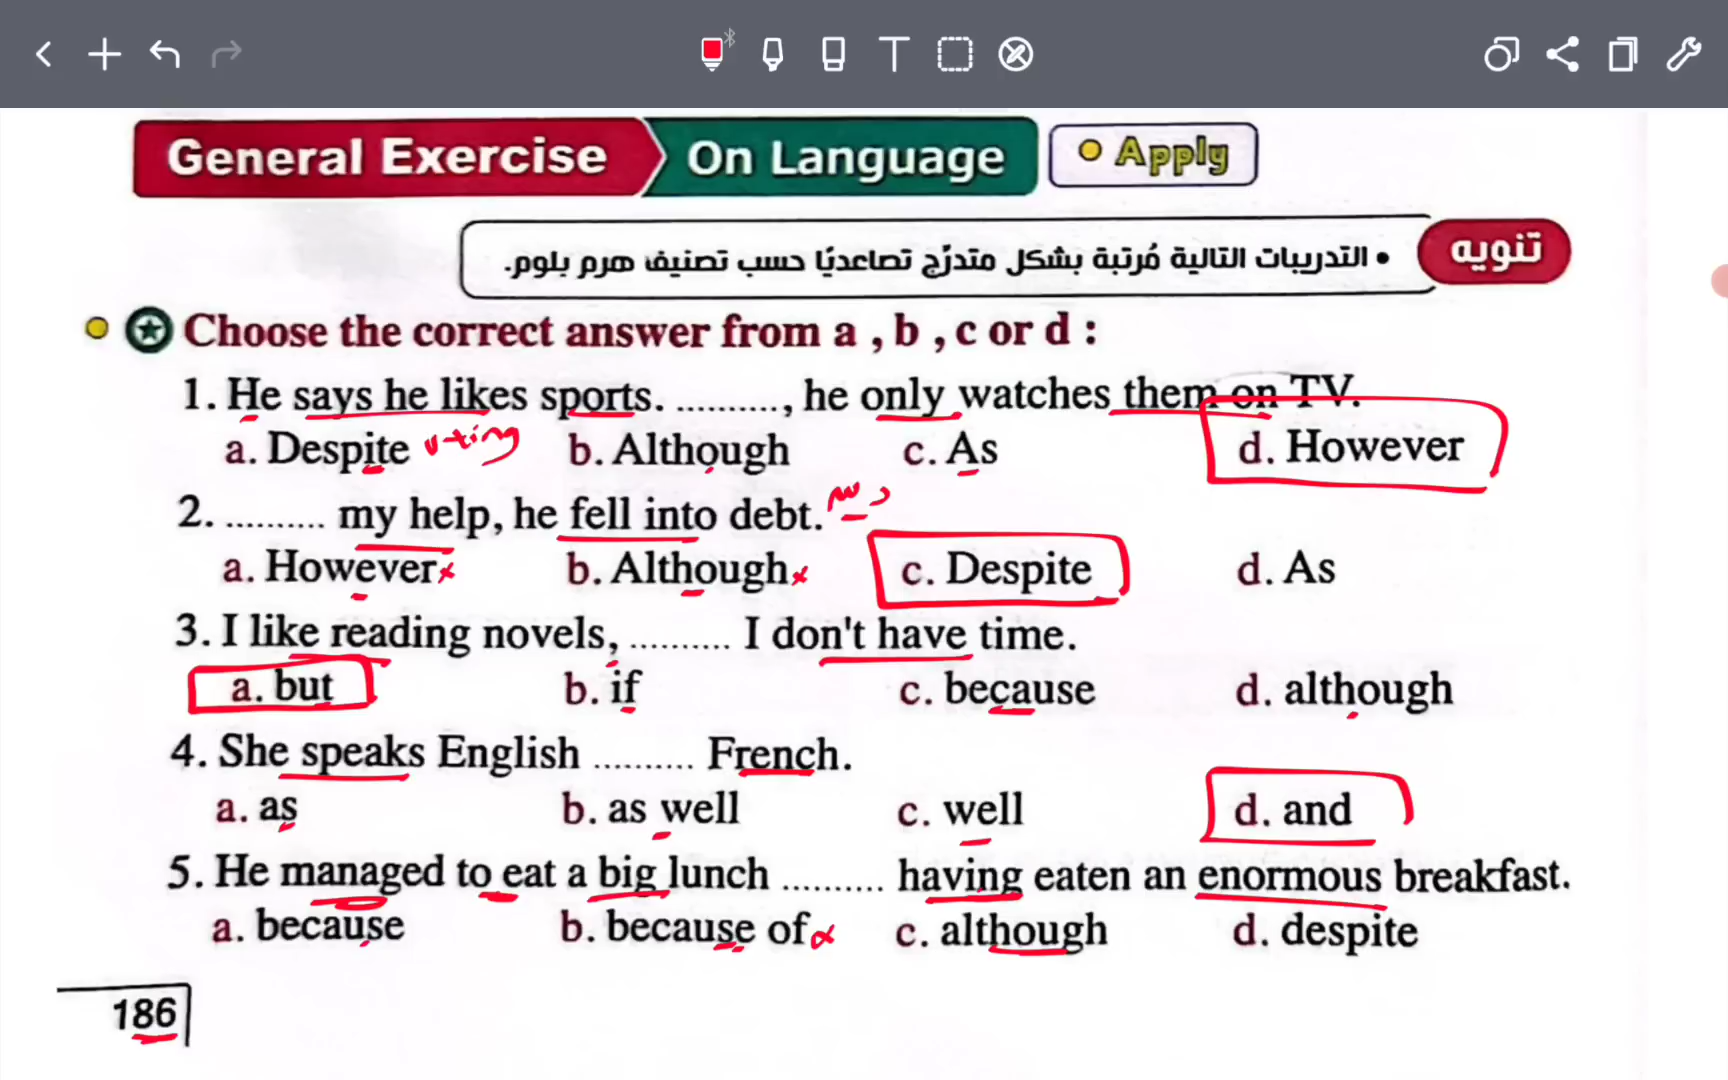 General Exercise On Language • Apply
تنويه
• التدريبات التالية مُرتبة بشكل متدرِّج تصاعديًا حسب تصنيف هرم بلوم.
Choose the correct answer from a , b , c or d :
1. He says he likes sports. .........., he only watches them on TV.
a. Despite v-ting b. Although c. As d. However
2. .......... my help, he fell into debt.
a. However× b. Although× c. Despite d. As
3. I like reading novels, .......... I don't have time.
a. but b. if c. because d. although
4. She speaks English .......... French.
a. as b. as well c. well d. and
5. He managed to eat a big lunch .......... having eaten an enormous breakfast.
a. because b. because of× c. although d. despite
186